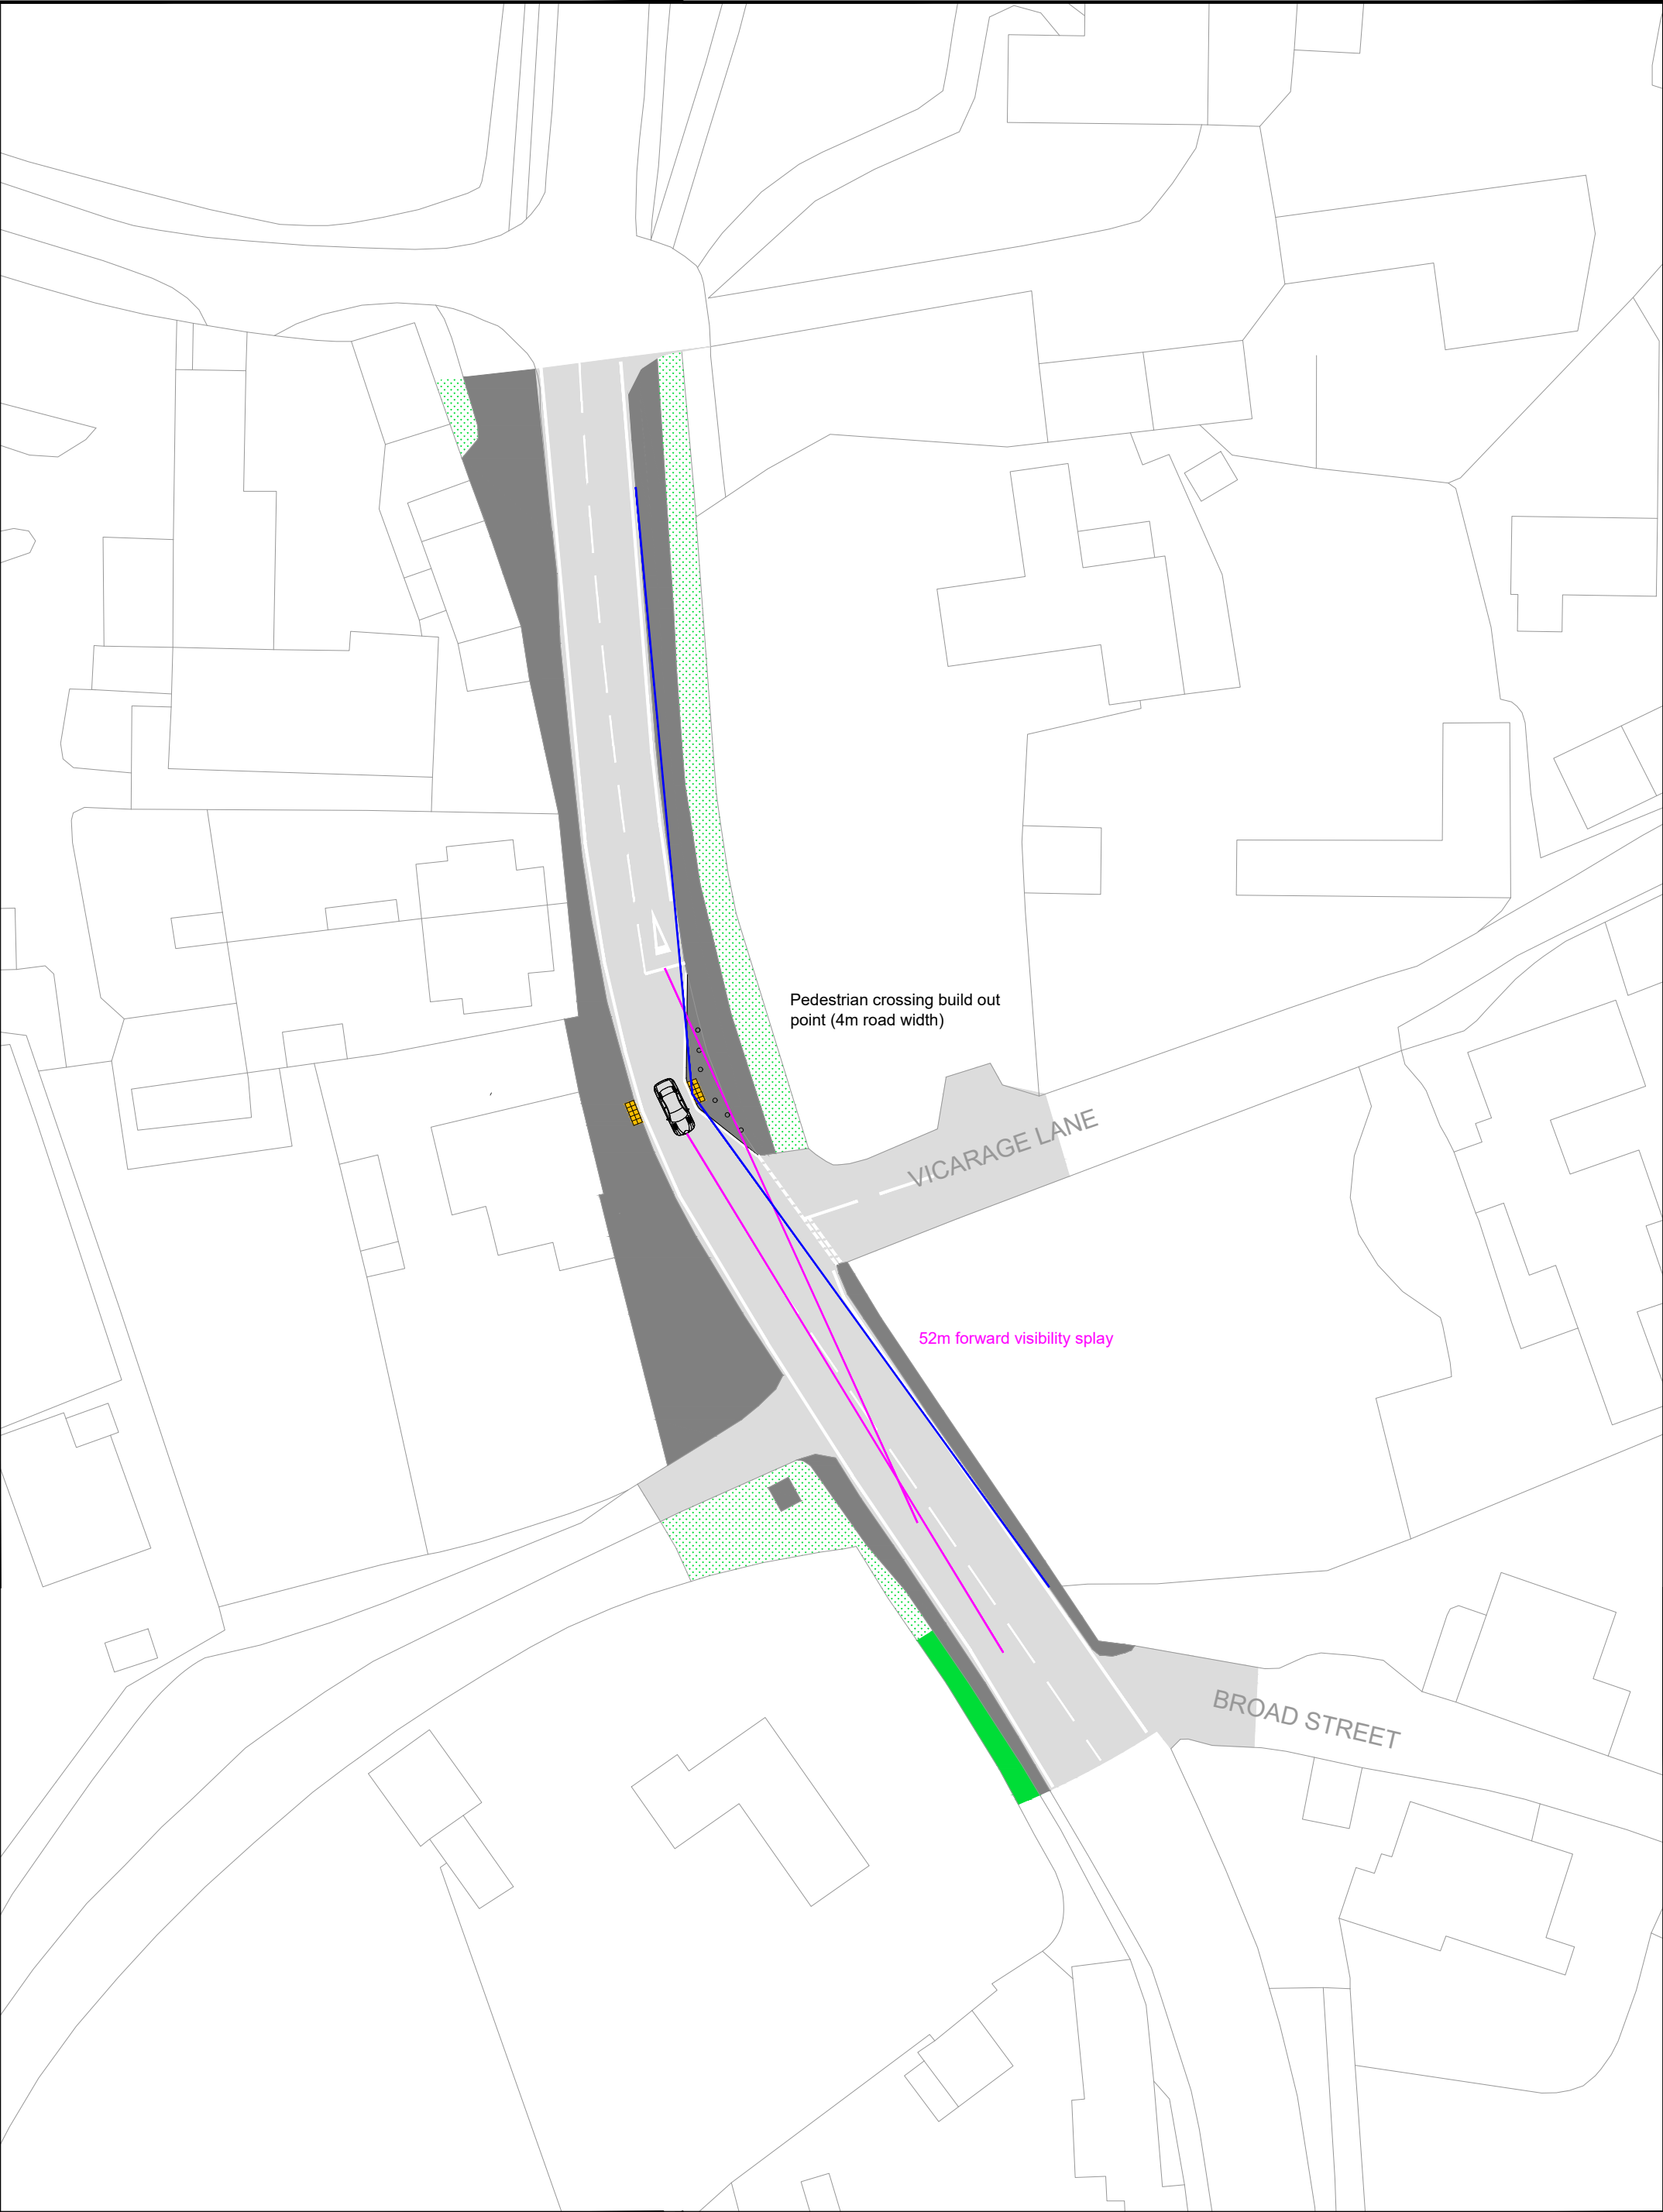 Pedestrian crossing build out
point (4m road width)
VICARAGE LANE
52m forward visibility splay
BROAD STREET